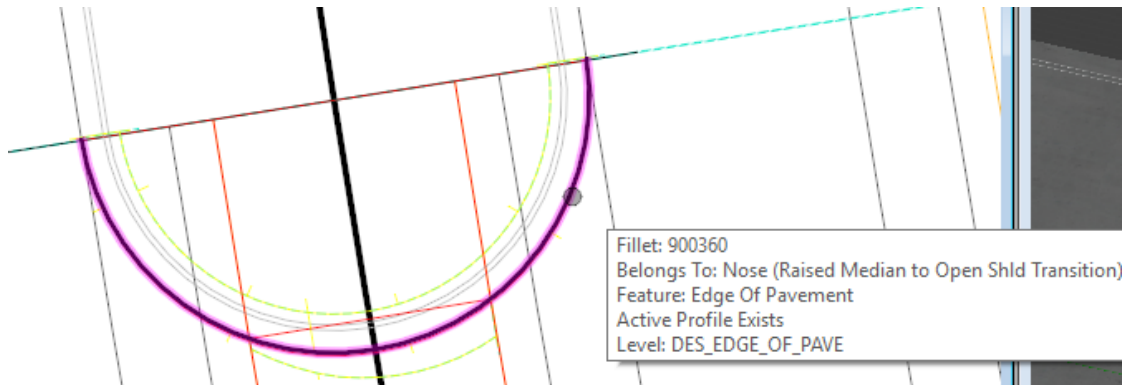 Fillet: 900360
Belongs To: Nose (Raised Median to Open Shld Transition)
Feature: Edge Of Pavement
Active Profile Exists
Level: DES_EDGE_OF_PAVE